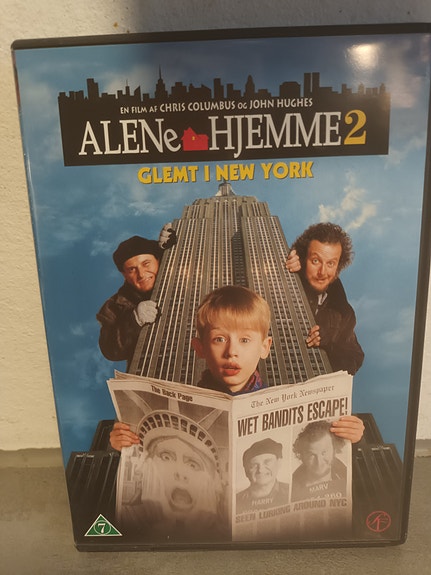 EN FILM AF CHRIS COLUMBUS OG JOHN HUGHES
ALENe HJEMME 2
GLEMT I NEW YORK
The Back Page
The New York Newspaper
WET BANDITS ESCAPE!
HARRY
MARV
BEEN LURKING AROUND NYC
7